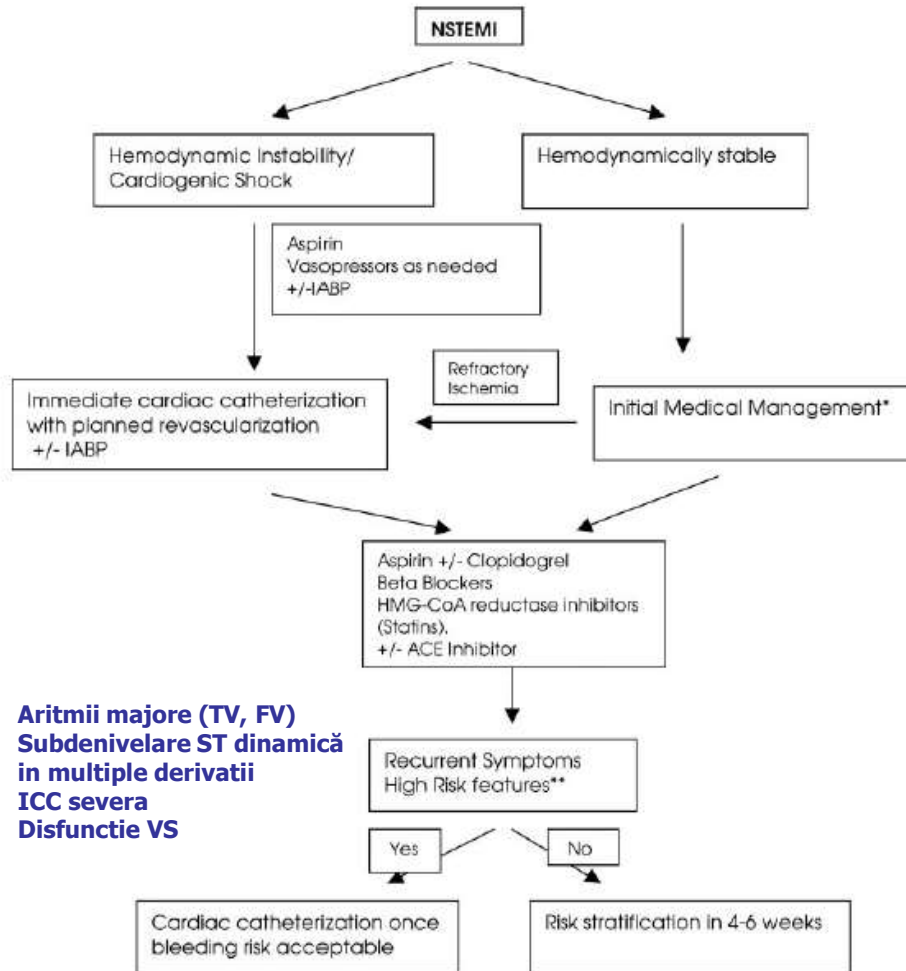 NSTEMI
Hemodynamic Instability/
Cardiogenic Shock
Hemodynamically stable
Aspirin
Vasopressors as needed
+/-IABP
Refractory
Ischemia
Immediate cardiac catheterization
with planned revascularization
+/- IABP
Initial Medical Management*
Aspirin +/- Clopidogrel
Beta Blockers
HMG-CoA reductase inhibitors
(Statins).
+/- ACE Inhibitor
Aritmii majore (TV, FV)
Subdenivelare ST dinamică
in multiple derivatii
ICC severa
Disfunctie VS
Recurrent Symptoms
High Risk features**
Yes
No
Cardiac catheterization once
bleeding risk acceptable
Risk stratification in 4-6 weeks